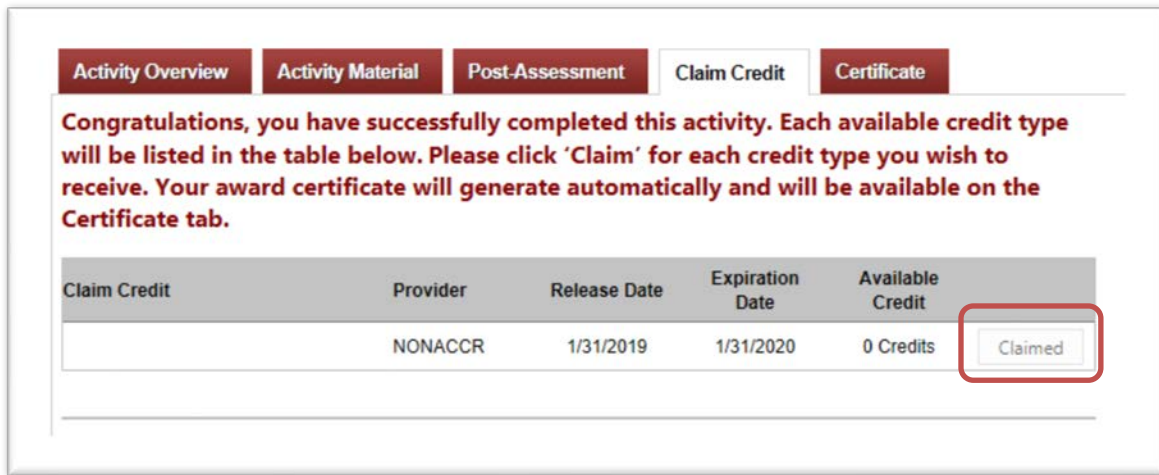 Activity Overview Activity Material Post-Assessment Claim Credit Certificate
Congratulations, you have successfully completed this activity. Each available credit type
will be listed in the table below. Please click ‘Claim’ for each credit type you wish to
receive. Your award certificate will generate automatically and will be available on the
Certificate tab.
Claim Credit Provider Release Date Expiration Date Available Credit
NONACCR 1/31/2019 1/31/2020 0 Credits Claimed